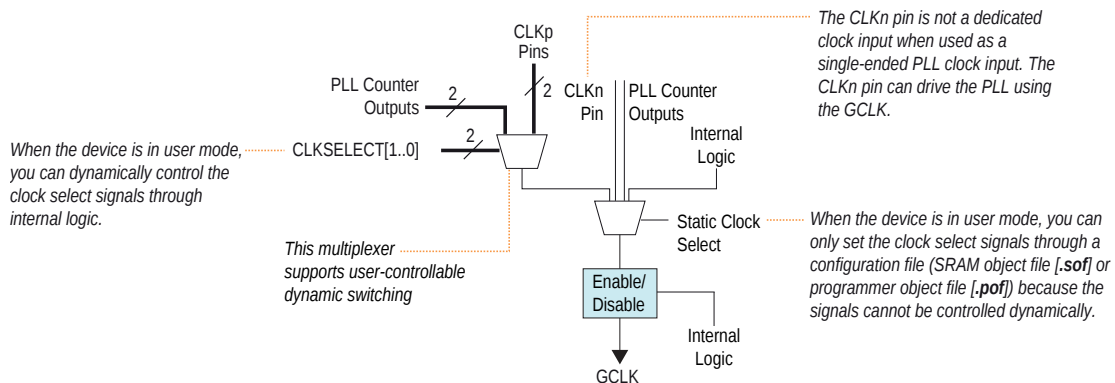 CLKp
Pins
The CLKn pin is not a dedicated
clock input when used as a
single-ended PLL clock input. The
CLKn pin can drive the PLL using
the GCLK.
PLL Counter
Outputs
2
2
CLKn
Pin
PLL Counter
Outputs
Internal
Logic
When the device is in user mode,
you can dynamically control the
clock select signals through
internal logic.
CLKSELECT[1..0]
2
This multiplexer
supports user-controllable
dynamic switching
Static Clock
Select
When the device is in user mode, you can
only set the clock select signals through a
configuration file (SRAM object file [.sof] or
programmer object file [.pof]) because the
signals cannot be controlled dynamically.
Enable/
Disable
Internal
Logic
GCLK